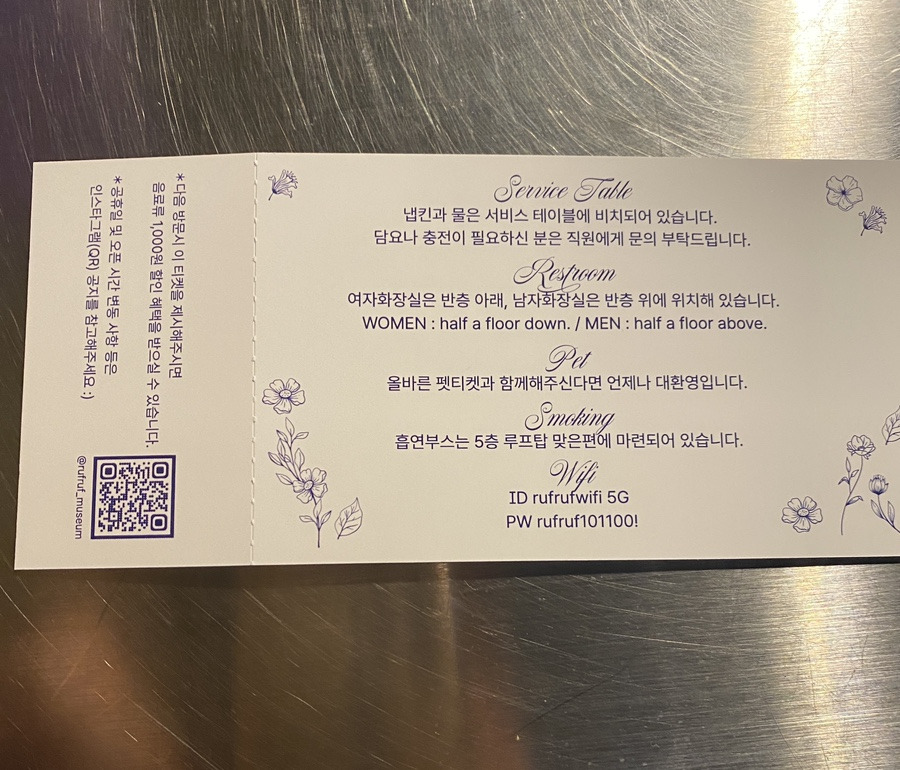 *다음 방문시 이 티켓을 제시해주시면
음료류 1,000원 할인 혜택을 받으실 수 있습니다.
*공휴일 및 오픈 시간 변동 사항 등은
인스타그램(QR) 공지를 참고해주세요 :)
@rufruf_museum
Service Table
냅킨과 물은 서비스 테이블에 비치되어 있습니다.
담요나 충전이 필요하신 분은 직원에게 문의 부탁드립니다.
Restroom
여자화장실은 반층 아래, 남자화장실은 반층 위에 위치해 있습니다.
WOMEN : half a floor down. / MEN : half a floor above.
Pet
올바른 펫티켓과 함께해주신다면 언제나 대환영입니다.
Smoking
흡연부스는 5층 루프탑 맞은편에 마련되어 있습니다.
Wifi
ID rufrufwifi 5G
PW rufruf101100!